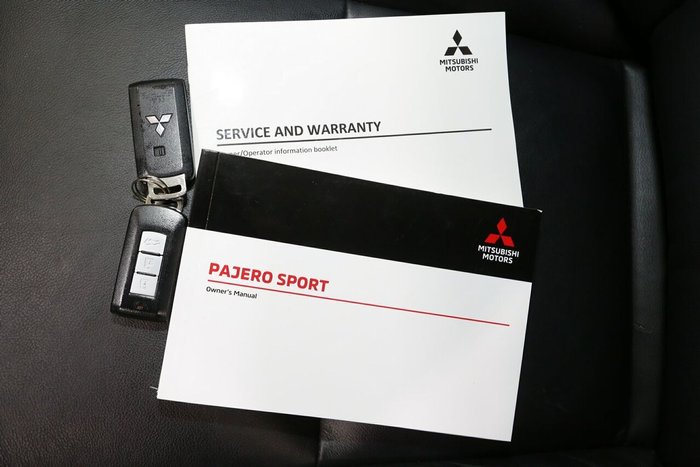 MITSUBISHI
MOTORS
SERVICE AND WARRANTY
/Operator information booklet
MITSUBISHI
MOTORS
PAJERO SPORT
Owner's Manual